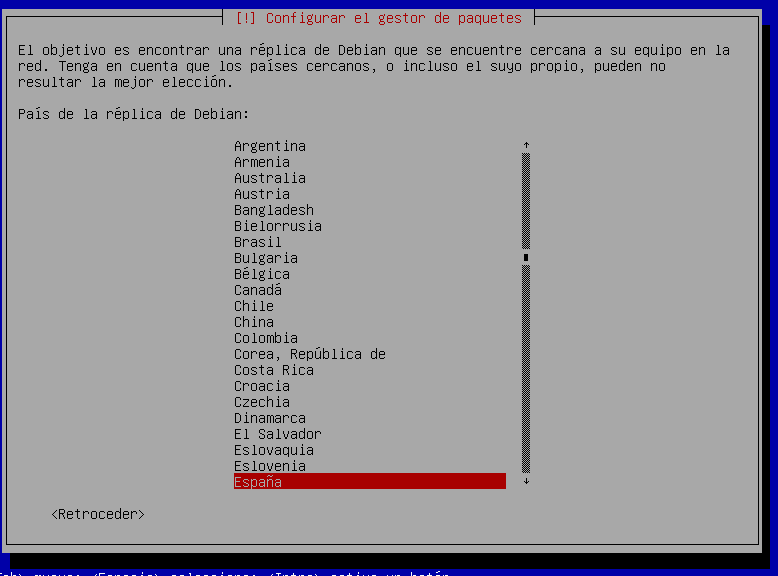 [!] Configurar el gestor de paquetes
El objetivo es encontrar una réplica de Debian que se encuentre cercana a su equipo en la
red. Tenga en cuenta que los países cercanos, o incluso el suyo propio, pueden no
resultar la mejor elección.
País de la réplica de Debian:
Argentina
Armenia
Australia
Austria
Bangladesh
Bielorrusia
Brasil
Bulgaria
Bélgica
Canadá
Chile
China
Colombia
Corea, República de
Costa Rica
Croacia
Czechia
Dinamarca
El Salvador
Eslovaquia
Eslovenia
España
<Retroceder>